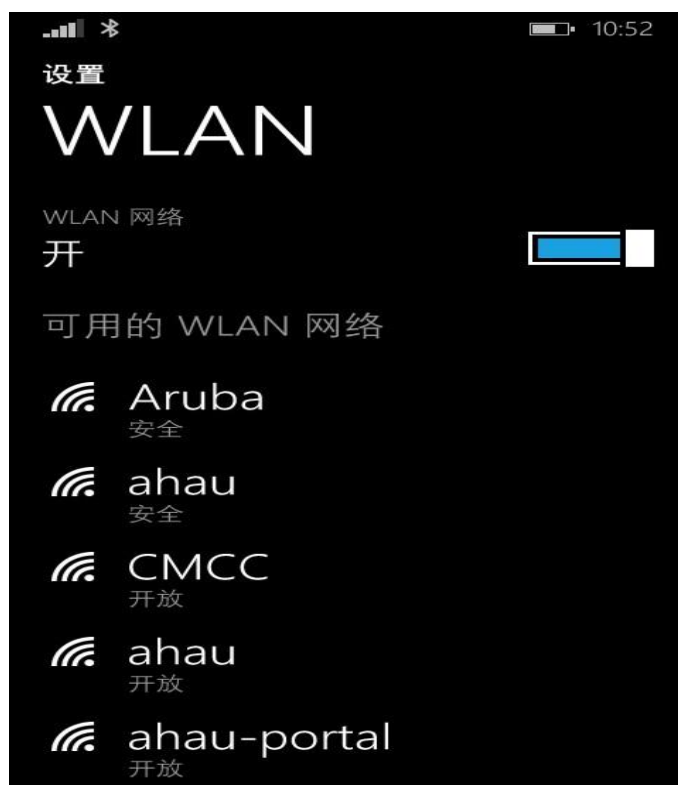 10:52
设置
WLAN
WLAN 网络
开
可用的 WLAN 网络
Aruba
安全
ahau
安全
CMCC
开放
ahau
开放
ahau-portal
开放